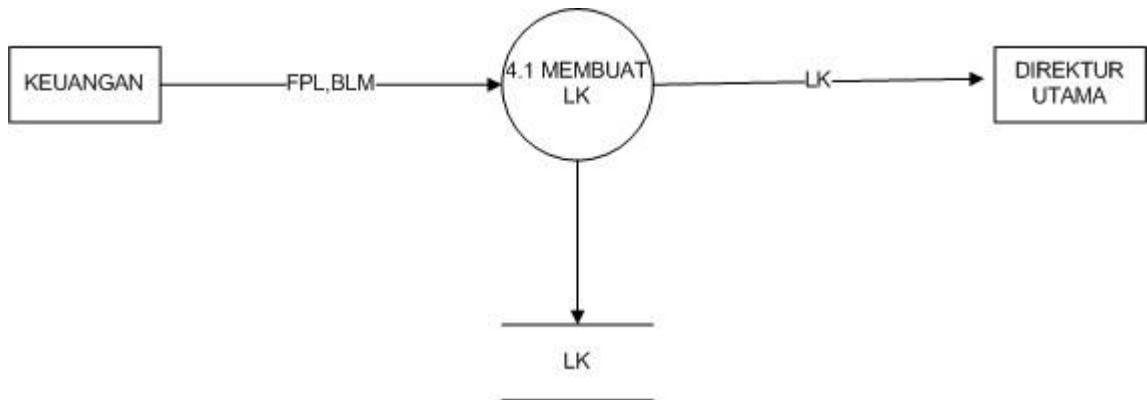 KEUANGAN
FPL,BLM
4.1 MEMBUAT
LK
LK
DIREKTUR
UTAMA
LK